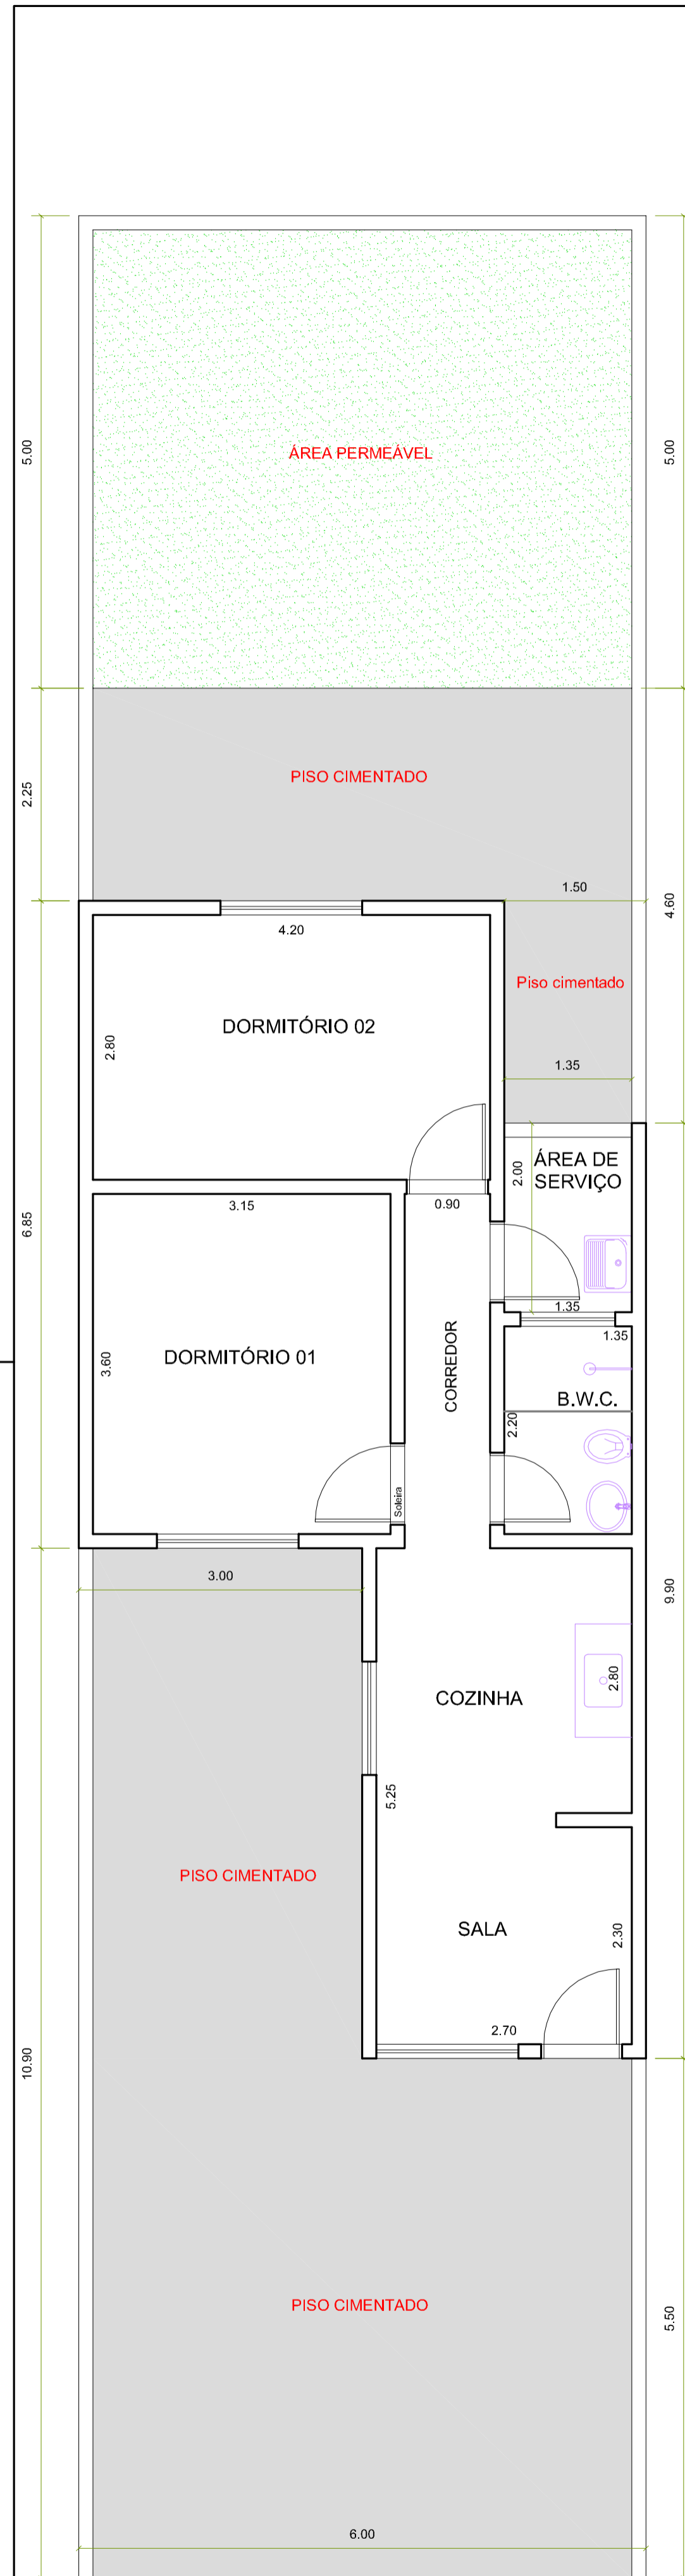 5.00
5.00
ÁREA PERMEÁVEL
2.25
PISO CIMENTADO
1.50
4.60
4.20
Piso cimentado
DORMITÓRIO 02
2.80
1.35
2.00
ÁREA DE
SERVIÇO
3.15
0.90
6.85
1.35
1.35
3.60
DORMITÓRIO 01
CORREDOR
B.W.C.
2.20
Soleira
3.00
9.90
2.80
COZINHA
5.25
PISO CIMENTADO
SALA
2.30
2.70
10.90
PISO CIMENTADO
5.50
6.00